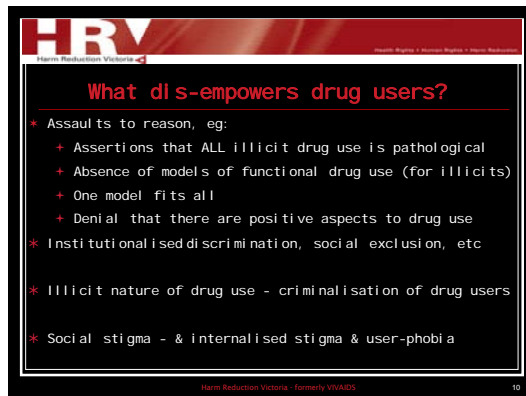 HRV
Health Rights • Human Rights • Harm Reduction
Harm Reduction Victoria
What dis-empowers drug users?
* Assaults to reason, eg:
+ Assertions that ALL illicit drug use is pathological
+ Absence of models of functional drug use (for illicits)
+ One model fits all
+ Denial that there are positive aspects to drug use
* Institutionalised discrimination, social exclusion, etc
* Illicit nature of drug use - criminalisation of drug users
* Social stigma - & internalised stigma & user-phobia
Harm Reduction Victoria - formerly VIVAIDS 10